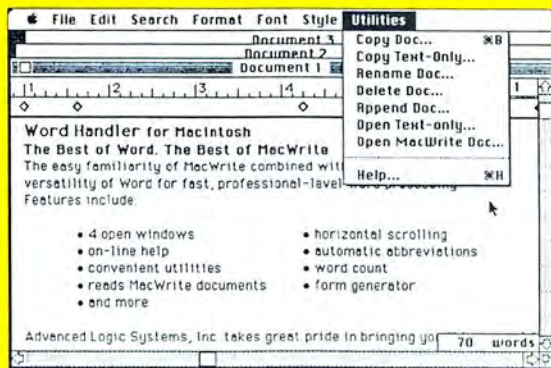 File Edit Search Format Font Style Utilities
Document 3
Document 2
Document 1
Copy Doc... ⌘B
Copy Text-Only...
Rename Doc...
Delete Doc...
Append Doc...
Open Text-only...
Open MacWrite Doc...
Help... ⌘H
1 2 3 4 1
Word Handler for Macintosh
The Best of Word. The Best of MacWrite
The easy familiarity of MacWrite combined wit
versatility of Word for fast, professional-level word processing
Features include:
• 4 open windows • horizontal scrolling
• on-line help • automatic abbreviations
• convenient utilities • word count
• reads MacWrite documents • form generator
• and more
Advanced Logic Systems, Inc. takes great pride in bringing yo
70 words